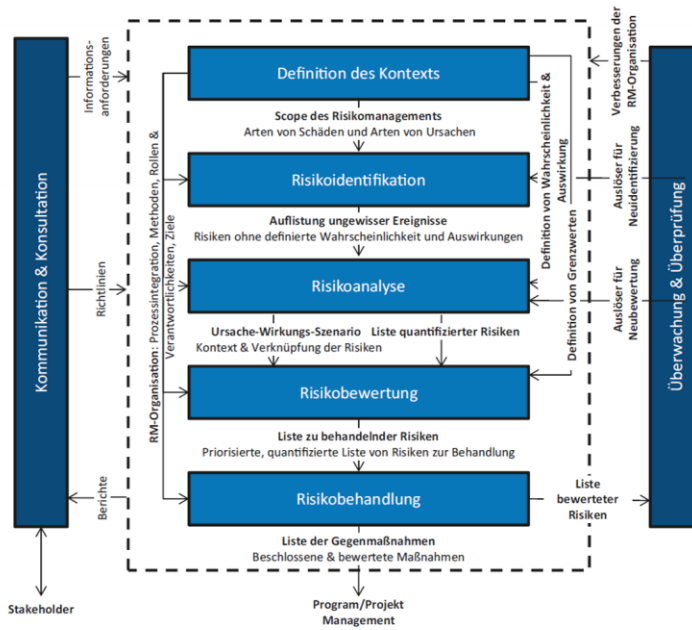 Kommunikation & Konsultation
Informations-
anforderungen
Richtlinien
Berichte
Stakeholder
RM-Organisation: Prozessintegration, Methoden, Rollen &
Verantwortlichkeiten, Ziele
Definition des Kontexts
Scope des Risikomanagements
Arten von Schäden und Arten von Ursachen
Risikoidentifikation
Auflistung ungewisser Ereignisse
Risiken ohne definierte Wahrscheinlichkeit und Auswirkungen
Risikoanalyse
Ursache-Wirkungs-Szenario
Kontext & Verknüpfung der Risiken
Liste quantifizierter Risiken
Risikobewertung
Liste zu behandelnder Risiken
Priorisierte, quantifizierte Liste von Risiken zur Behandlung
Risikobehandlung
Liste der Gegenmaßnahmen
Beschlossene & bewertete Maßnahmen
Program/Projekt
Management
Definition von Wahrscheinlichkeit &
Auswirkung
Definition von Grenzwerten
Verbesserungen der
RM-Organisation
Auslöser für
Neuidentifizierung
Auslöser für
Neubewertung
Liste
bewerteter
Risiken
Überwachung & Überprüfung